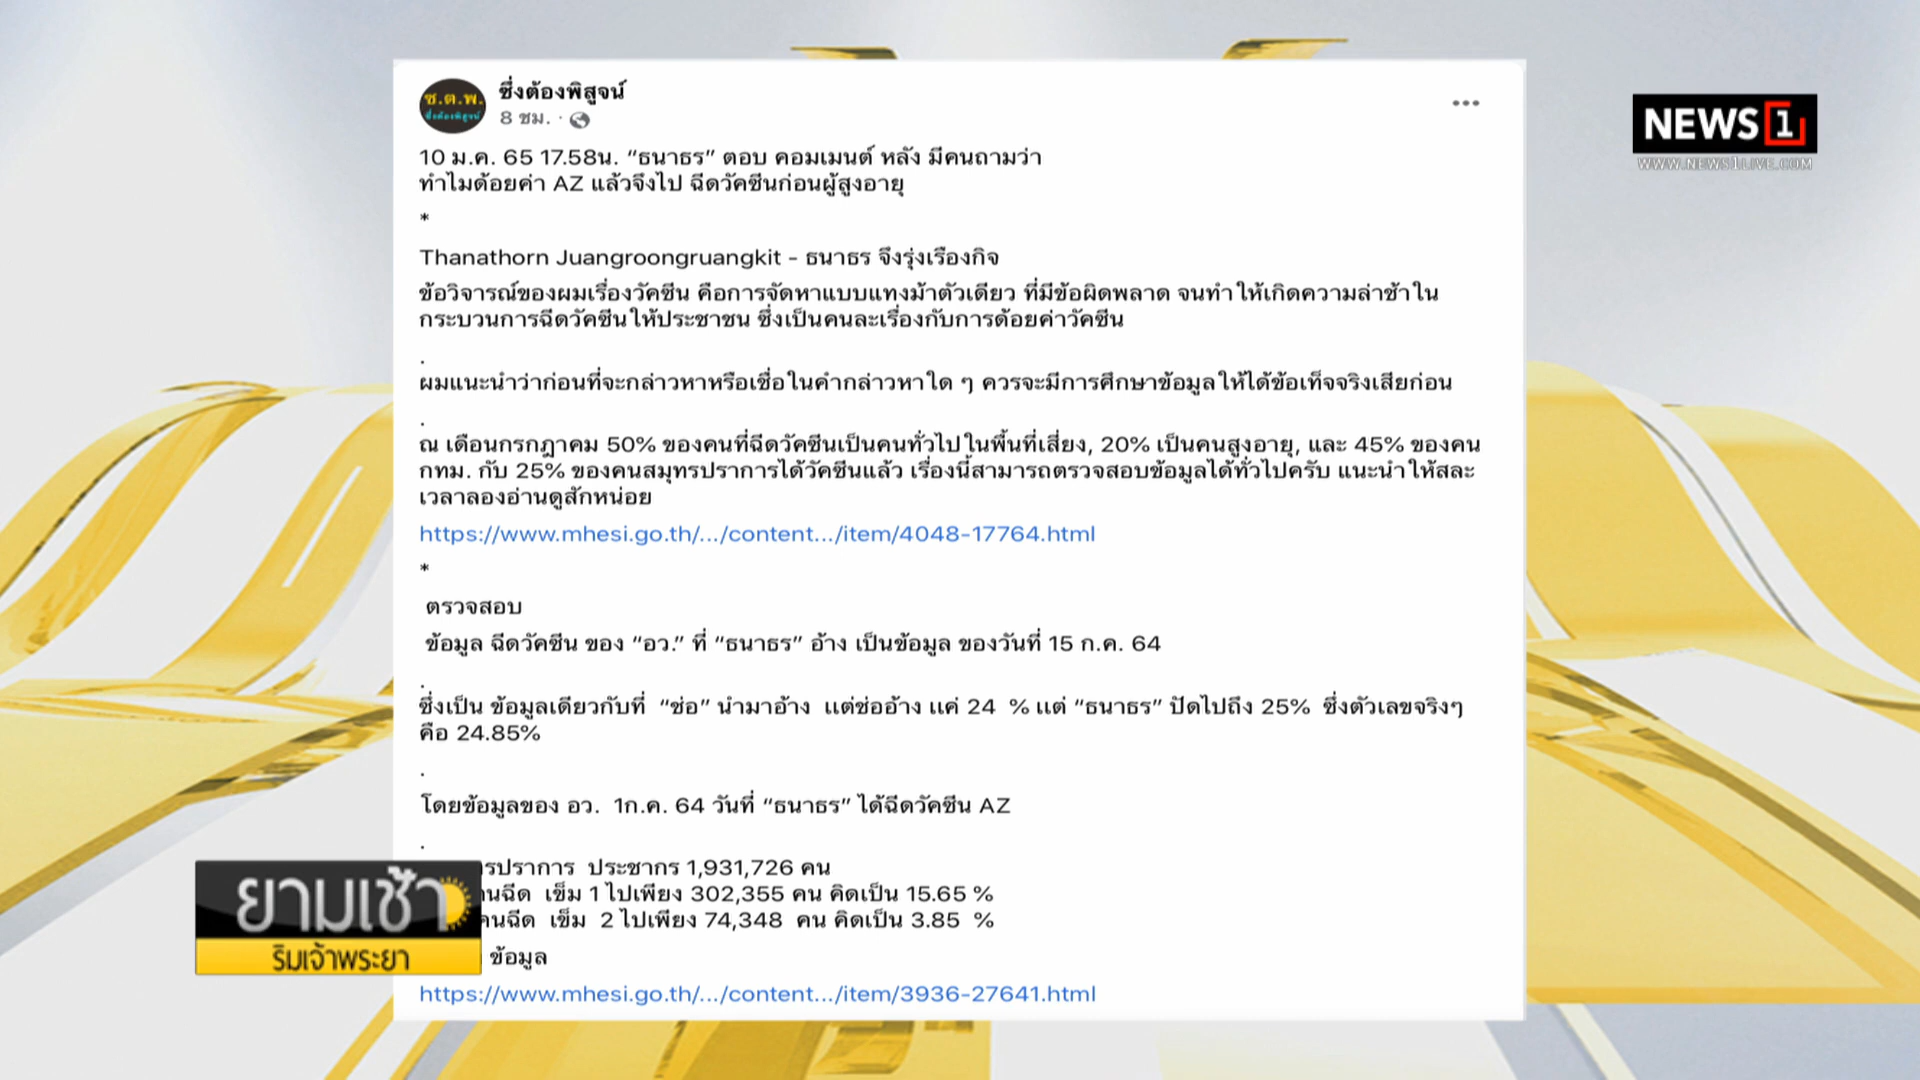 ซ.ต.พ.
ซึ่งต้องพิสูจน์
ซึ่งต้องพิสูจน์
8 ชม. ·
NEWS 1
WWW.NEWS1LIVE.COM
10 ม.ค. 65 17.58น. “ธนาธร” ตอบ คอมเมนต์ หลัง มีคนถามว่า
ทำไมด้อยค่า AZ แล้วจึงไป ฉีดวัคซีนก่อนผู้สูงอายุ
*
Thanathorn Juangroongruangkit - ธนาธร จึงรุ่งเรืองกิจ
ข้อวิจารณ์ของผมเรื่องวัคซีน คือการจัดหาแบบแทงม้าตัวเดียว ที่มีข้อผิดพลาด จนทำให้เกิดความล่าช้าใน
กระบวนการฉีดวัคซีนให้ประชาชน ซึ่งเป็นคนละเรื่องกับการด้อยค่าวัคซีน
.
ผมแนะนำว่าก่อนที่จะกล่าวหาหรือเชื่อในคำกล่าวหาใด ๆ ควรจะมีการศึกษาข้อมูลให้ได้ข้อเท็จจริงเสียก่อน
.
ณ เดือนกรกฎาคม 50% ของคนที่ฉีดวัคซีนเป็นคนทั่วไปในพื้นที่เสี่ยง, 20% เป็นคนสูงอายุ, และ 45% ของคน
กทม. กับ 25% ของคนสมุทรปราการได้วัคซีนแล้ว เรื่องนี้สามารถตรวจสอบข้อมูลได้ทั่วไปครับ แนะนำให้สละ
เวลาลองอ่านดูสักหน่อย
https://www.mhesi.go.th/.../content.../item/4048-17764.html
*
ตรวจสอบ
ข้อมูล ฉีดวัคซีน ของ “อว.” ที่ “ธนาธร” อ้าง เป็นข้อมูล ของวันที่ 15 ก.ค. 64
.
ซึ่งเป็น ข้อมูลเดียวกับที่ “ช่อ” นำมาอ้าง แต่ช่ออ้าง แค่ 24 % แต่ “ธนาธร” ปัดไปถึง 25% ซึ่งตัวเลขจริงๆ
คือ 24.85%
.
โดยข้อมูลของ อว. 1ก.ค. 64 วันที่ “ธนาธร” ได้ฉีดวัคซีน AZ
.
รปราการ ประชากร 1,931,726 คน
นฉีด เข็ม 1 ไปเพียง 302,355 คน คิดเป็น 15.65 %
คนฉีด เข็ม 2 ไปเพียง 74,348 คน คิดเป็น 3.85 %
ข้อมูล
https://www.mhesi.go.th/.../content.../item/3936-27641.html
ยามเช้า
ริมเจ้าพระยา